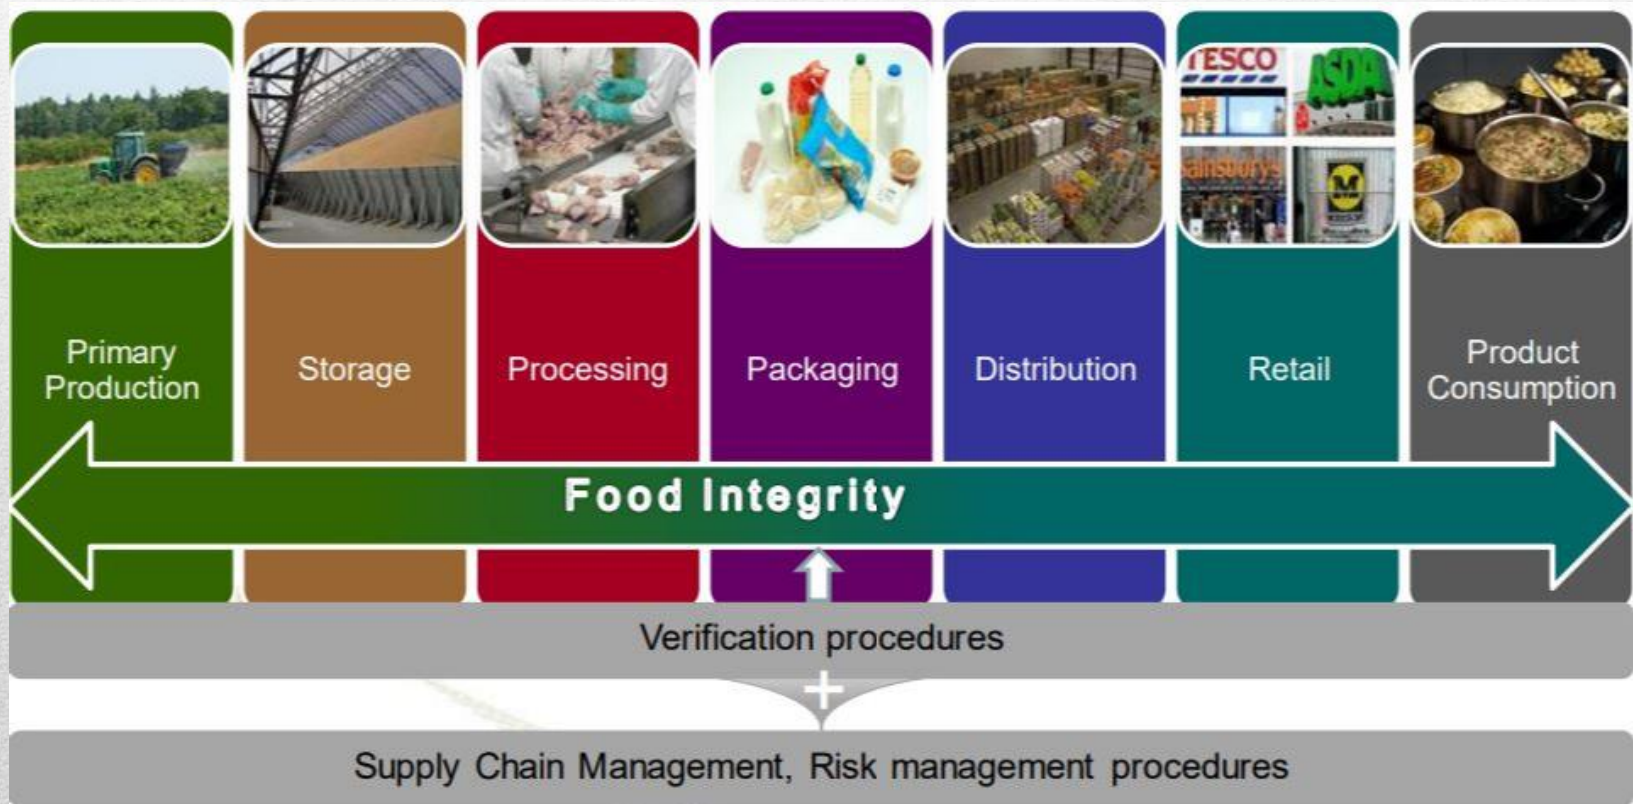 TESCO
ASDA
Sainsbury's
M
Primary
Production
Storage
Processing
Packaging
Distribution
Retail
Product
Consumption
Food Integrity
Verification procedures
+
Supply Chain Management, Risk management procedures